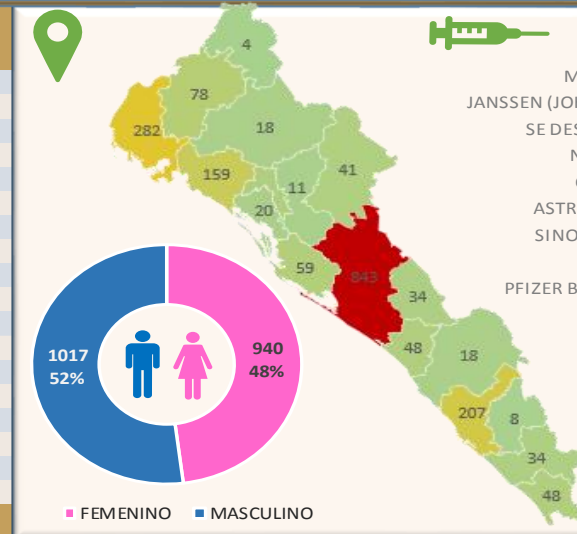 4
78
18
282
41
159
11
20
59
843
34
48
18
207
8
34
48
M
JANSSEN (JO
SE DES
N
ASTR
SINO
PFIZER B
1017
52%
940
48%
FEMENINO MASCULINO